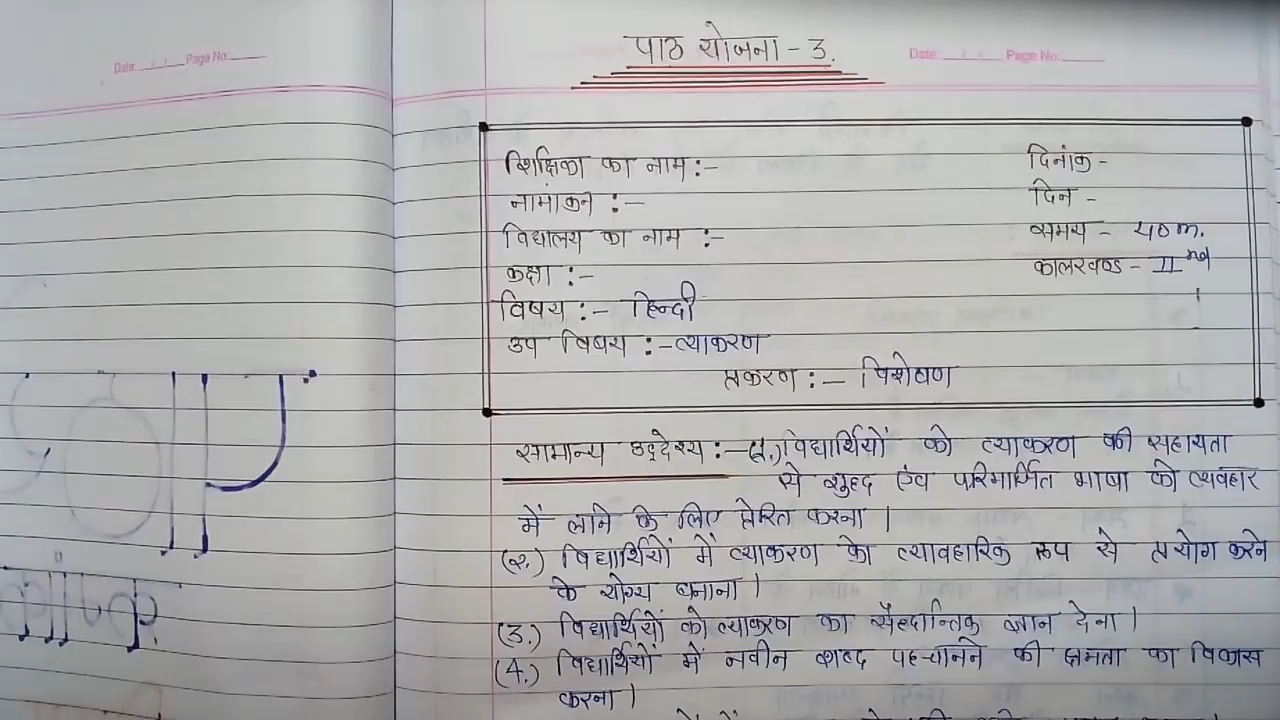 Date: Page No:
पाठ योजना - 3.
Date: Page No.
शिक्षिका का नाम :-
दिनांक -
नामांकन :-
दिन -
विद्यालय का नाम :-
समय - 40 m.
कक्षा :-
कालखण्ड - II nd
विषय :- हिन्दी
उप विषय :- व्याकरण
प्रकरण :- विशेषण
सामान्य उद्देश्य :- (1.) विद्यार्थियों को व्याकरण की सहायता
से शुद्ध एंव परिमार्जित भाषा को व्यवहार
में लाने के लिए प्रेरित करना ।
(2.) विद्यार्थियों में व्याकरण को व्यावहारिक रूप से प्रयोग करने
के योग्य बनाना ।
(3.) विद्यार्थियों को व्याकरण का सैद्धान्तिक ज्ञान देना ।
(4.) विद्यार्थियों में नवीन शब्द पहचानने की क्षमता का विकास
करना ।